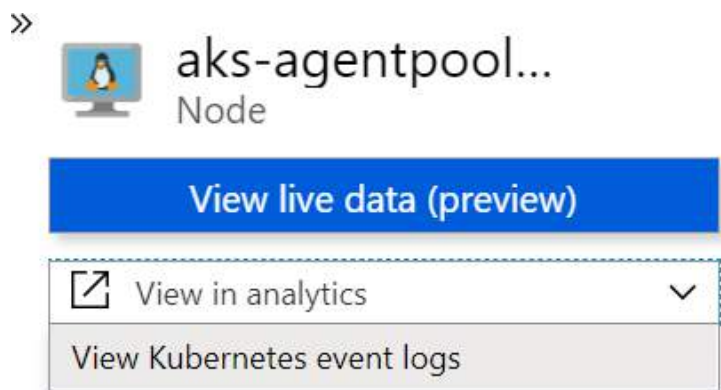 aks-agentpool...
Node
View live data (preview)
View in analytics
View Kubernetes event logs